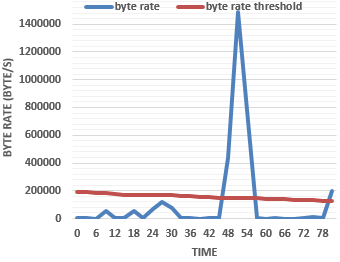 byte rate byte rate threshold
BYTE RATE (BYTE/S)
1400000
1200000
1000000
800000
600000
400000
200000
0
0 6 12 18 24 30 36 42 48 54 60 66 72 78
TIME